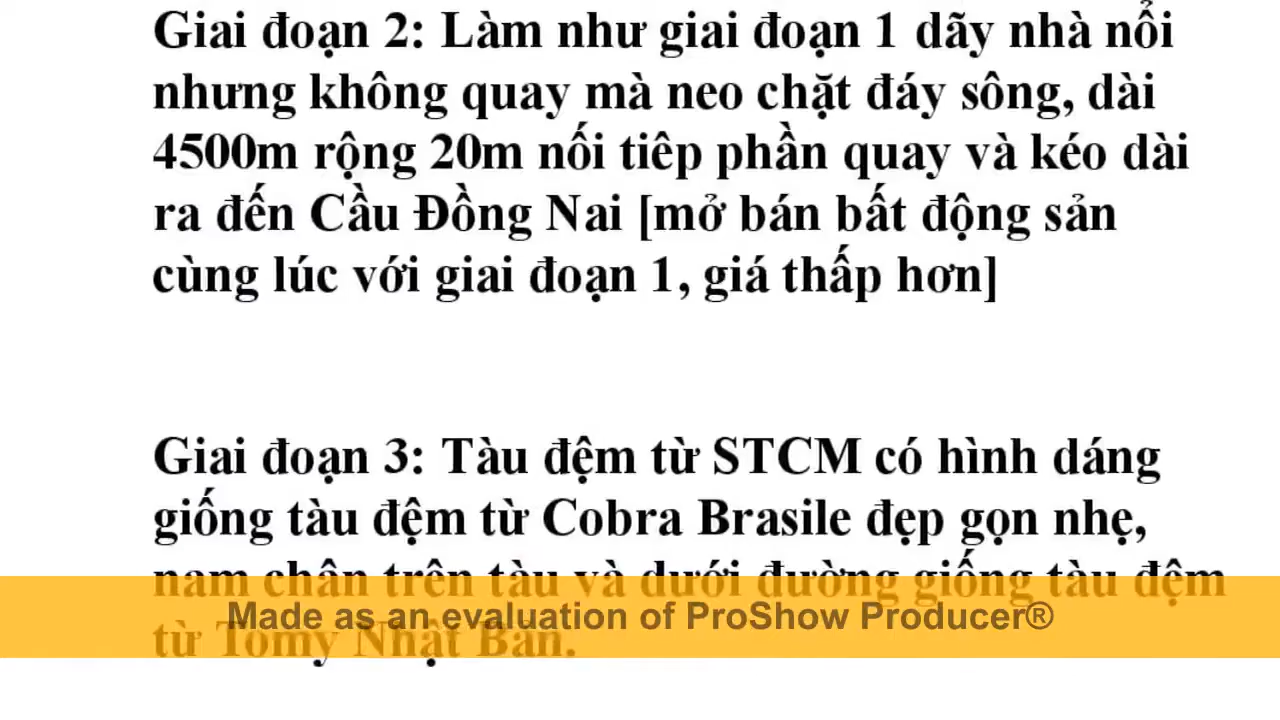 Giai đoạn 2: Làm như giai đoạn 1 dãy nhà nổi
nhưng không quay mà neo chặt đáy sông, dài
4500m rộng 20m nối tiêp phần quay và kéo dài
ra đến Cầu Đồng Nai [mở bán bất động sản
cùng lúc với giai đoạn 1, giá thấp hơn]
Giai đoạn 3: Tàu đệm từ STCM có hình dáng
giống tàu đệm từ Cobra Brasile đẹp gọn nhẹ,
nam chân trên tàu và dưới đường giống tàu đệm
Made as an evaluation of ProShow Producer®
từ Tomy Nhật Bản.